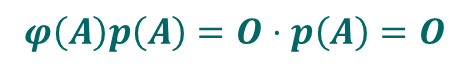 φ(A)p(A) = O · p(A) = O